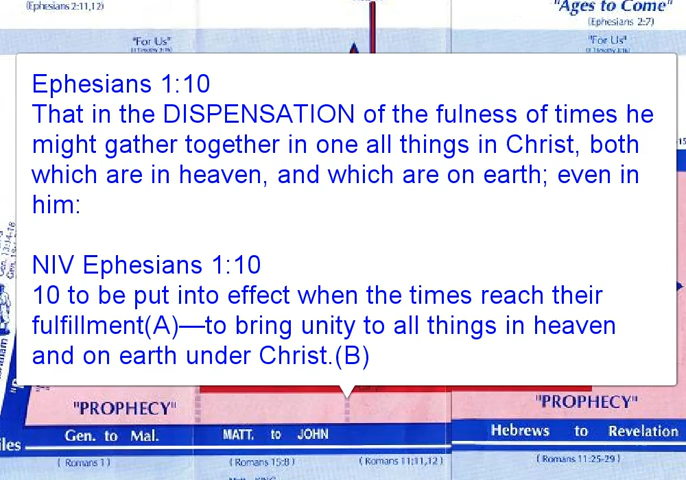 (Ephesians 2:11,12)
"Ages to Come"
(Ephesians 2:7)
"For Us"
"For Us"
Ephesians 1:10
That in the DISPENSATION of the fulness of times he
might gather together in one all things in Christ, both
which are in heaven, and which are on earth; even in
him:
NIV Ephesians 1:10
10 to be put into effect when the times reach their
fulfillment(A)—to bring unity to all things in heaven
and on earth under Christ.(B)
"PROPHECY"
"PROPHECY"
Gen. to Mal.
MATT. to JOHN
Hebrews to Revelation
( Romans 1 )
( Romans 15:8 )
( Romans 11:11,12 )
( Romans 11:25-29 )